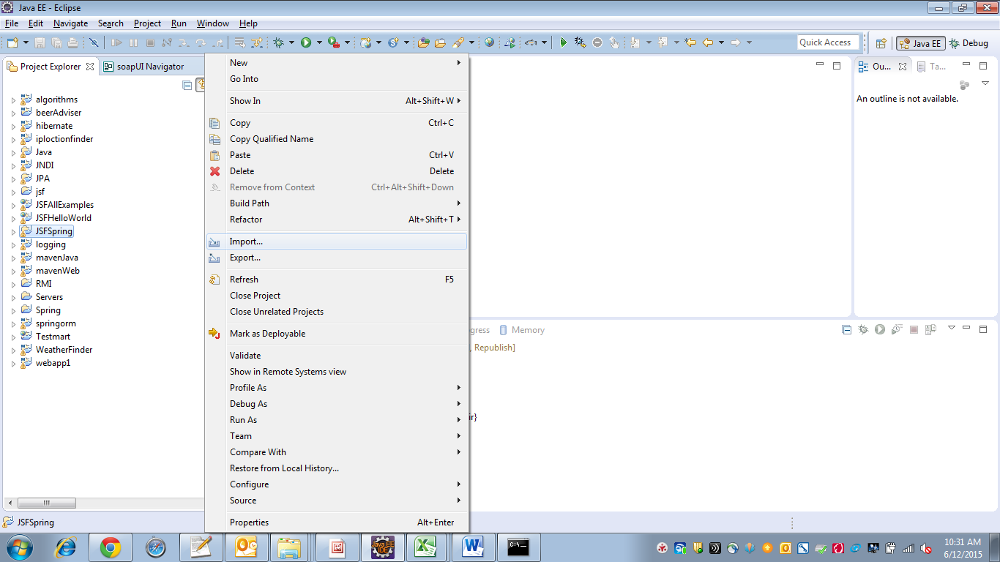 Java EE - Eclipse
File Edit Navigate Search Project Run Window Help
Quick Access Java EE Debug
Project Explorer soapUI Navigator
algorithms
beerAdviser
hibernate
iploctionfinder
Java
JNDI
JPA
jsf
JSFAllExamples
JSFHelloWorld
JSFSpring
logging
mavenJava
mavenWeb
RMI
Servers
Spring
springorm
Testmart
WeatherFinder
webapp1
New
Go Into
Show In Alt+Shift+W
Copy Ctrl+C
Copy Qualified Name
Paste Ctrl+V
Delete Delete
Remove from Context Ctrl+Alt+Shift+Down
Build Path
Refactor Alt+Shift+T
Import...
Export...
Refresh F5
Close Project
Close Unrelated Projects
Mark as Deployable
Validate
Show in Remote Systems view
Profile As
Debug As
Run As
Team
Compare With
Restore from Local History...
Configure
Source
Properties Alt+Enter
Ou... Ta...
An outline is not available.
gress Memory
, Republish]
ir}
JSFSpring
Java EE
IDE
C:\_
10:31 AM
6/12/2015